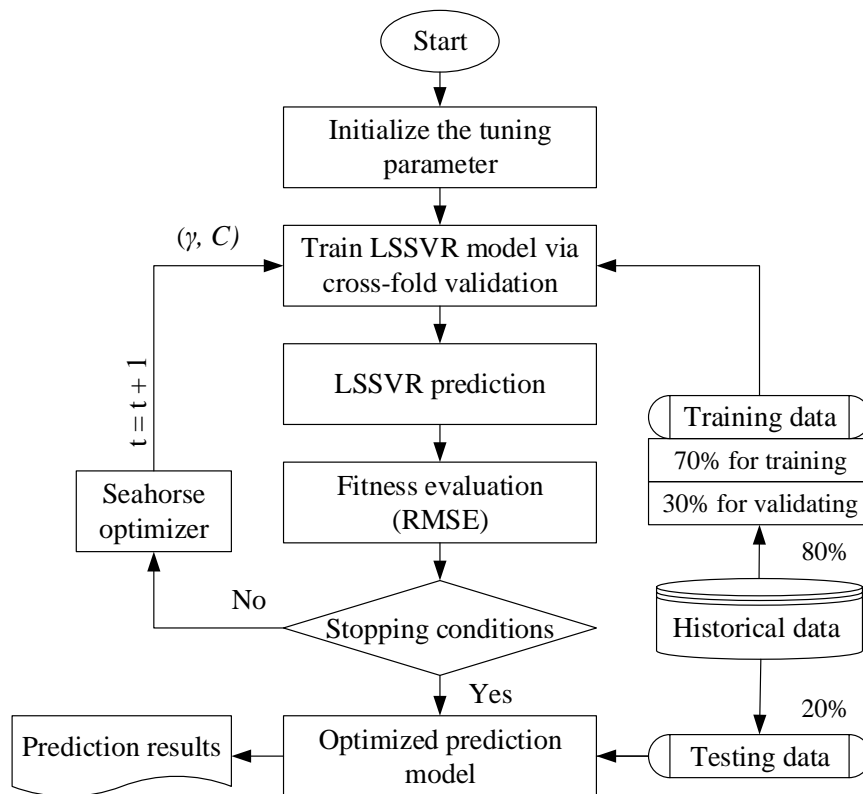 Start
Initialize the tuning
parameter
(γ, C)
Train LSSVR model via
cross-fold validation
t = t + 1
LSSVR prediction
Training data
70% for training
30% for validating
Seahorse
optimizer
Fitness evaluation
(RMSE)
80%
No
Stopping conditions
Historical data
Yes
20%
Prediction results
Optimized prediction
model
Testing data